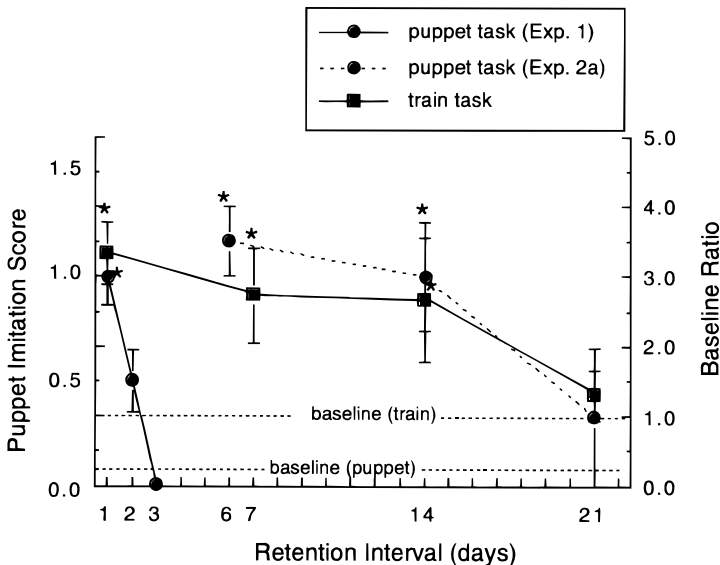 puppet task (Exp. 1)
puppet task (Exp. 2a)
train task
Puppet Imitation Score
1.5
1.0
0.5
0.0
*
*
*
*
*
*
baseline (train)
baseline (puppet)
5.0
4.0
3.0
2.0
1.0
0.0
Baseline Ratio
1 2 3 6 7 14 21
Retention Interval (days)